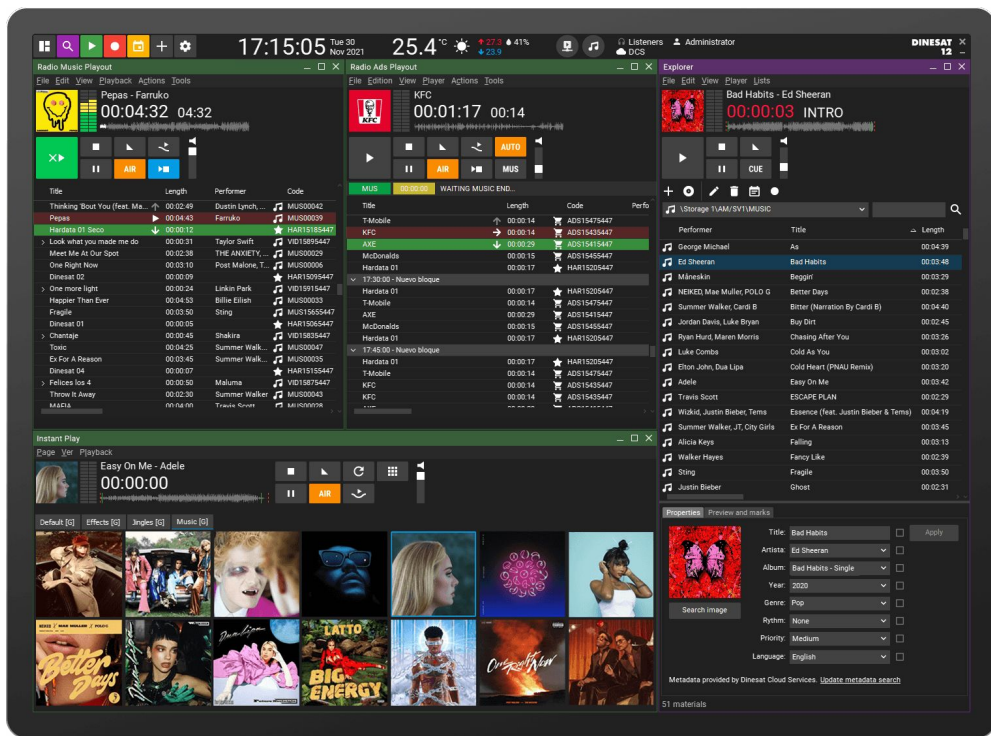 17:15:05 Tue 30 Nov 2021 25.4 °C 27.3 41% 23.9 Listeners DCS Administrator DINESAT 12
Radio Music Playout
File Edit View Playback Actions Tools
Pepas - Farruko
00:04:32 04:32
AIR
Title Length Performer Code
Thinking 'Bout You (feat. Ma... 00:02:49 Dustin Lynch, ... MUS00042
Pepas 00:04:43 Farruko MUS00039
Hardata 01 Seco 00:00:12 HAR15185447
Look what you made me do 00:00:31 Taylor Swift VID15895447
Meet Me At Our Spot 00:02:38 THE ANXIETY, ... MUS00029
One Right Now 00:03:10 Post Malone, T... MUS00006
Dinesat 02 00:00:09 HAR15095447
One more light 00:00:24 Linkin Park VID15915447
Happier Than Ever 00:04:53 Billie Eilish MUS00033
Fragile 00:03:50 Sting MUS15655447
Dinesat 01 00:00:05 HAR15065447
Chantaje 00:00:45 Shakira VID15835447
Toxic 00:04:25 Summer Walk... MUS00047
Ex For A Reason 00:03:45 Summer Walk... MUS00035
Dinesat 04 00:00:07 HAR15155447
Felices los 4 00:00:50 Maluma VID15875447
Throw It Away 00:02:30 Summer Walker MUS00043
MAFIA 00:04:00 Travis Scott MUS00028
Radio Ads Playout
File Edition View Player Actions Tools
KFC
00:01:17 00:14
KFC
AUTO
AIR MUS
MUS 00:00:00 WAITING MUSIC END...
Title Length Code Perfo
T-Mobile 00:00:14 ADS15475447
KFC 00:00:14 ADS15435447
AXE 00:00:29 ADS15415447
McDonalds 00:00:15 ADS15455447
Hardata 01 00:00:17 HAR15205447
17:30:00 - Nuevo bloque
Hardata 01 00:00:17 HAR15205447
T-Mobile 00:00:14 ADS15475447
AXE 00:00:29 ADS15415447
McDonalds 00:00:15 ADS15455447
Hardata 01 00:00:17 HAR15205447
17:45:00 - Nuevo bloque
Hardata 01 00:00:17 HAR15205447
T-Mobile 00:00:14 ADS15475447
KFC 00:00:14 ADS15435447
KFC 00:00:14 ADS15435447
Explorer
File Edit View Player Lists
Bad Habits - Ed Sheeran
00:00:03 INTRO
CUE
\Storage 1\AM/SV1\MUSIC
Performer Title Length
George Michael As 00:04:39
Ed Sheeran Bad Habits 00:03:48
Måneskin Beggin' 00:03:29
NEIKED, Mae Muller, POLO G Better Days 00:02:38
Summer Walker, Cardi B Bitter (Narration By Cardi B) 00:04:40
Jordan Davis, Luke Bryan Buy Dirt 00:02:45
Ryan Hurd, Maren Morris Chasing After You 00:03:26
Luke Combs Cold As You 00:03:02
Elton John, Dua Lipa Cold Heart (PNAU Remix) 00:03:20
Adele Easy On Me 00:03:42
Travis Scott ESCAPE PLAN 00:02:29
Wizkid, Justin Bieber, Tems Essence (feat. Justin Bieber & Tems) 00:04:19
Summer Walker, JT, City Girls Ex For A Reason 00:03:45
Alicia Keys Falling 00:03:13
Walker Hayes Fancy Like 00:02:39
Sting Fragile 00:03:50
Justin Bieber Ghost 00:02:31
Instant Play
Page Ver Playback
Easy On Me - Adele
00:00:00
AIR
Default [G] Effects [G] Jingles [G] Music [G]
Better Days
Dua Lipa
LATTO
BIG ENERGY
One Right Now
Properties Preview and marks
Title: Bad Habits Apply
Artista: Ed Sheeran
Album: Bad Habits - Single
Year: 2020
Search image
Genre: Pop
Rythm: None
Priority: Medium
Language: English
Metadata provided by Dinesat Cloud Services. Update metadata search
51 materials